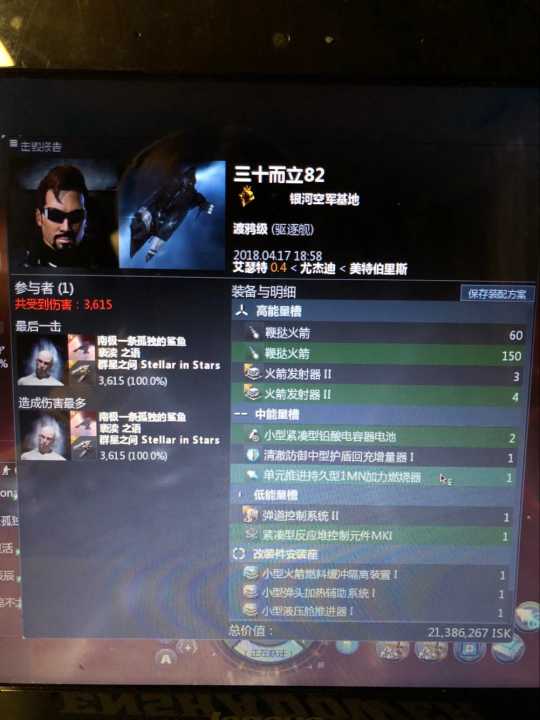 击毁报告
三十而立82
银河空军基地
渡鸦级 (驱逐舰)
2018.04.17 18:58
艾瑟特 0.4 < 尤杰迪 < 美特伯里斯
参与者 (1)
共受到伤害：3,615
最后一击
南极一条孤独的鲨鱼
之语
群星之问 Stellar in Stars
3,615 (100.0%)
造成伤害最多
南极一条孤独的鲨鱼
之语
群星之问 Stellar in Stars
3,615 (100.0%)
装备与明细
保存装配方案
高能量槽
鞭挞火箭 60
鞭挞火箭 150
火箭发射器 II 3
火箭发射器 II 4
中能量槽
小型紧凑型铅酸电容器电池 2
清澈防御中型护盾回充增量器 I 1
单元推进持久型1MN加力燃烧器 1
低能量槽
弹道控制系统 II 1
紧凑型反应堆控制元件MKI 1
改装件安装座
小型火箭燃料缓冲隔离装置 I 1
小型弹头加热辅助系统 I 1
小型液压舱推进器 I 1
总价值： 21,386,267 ISK
正在跃迁